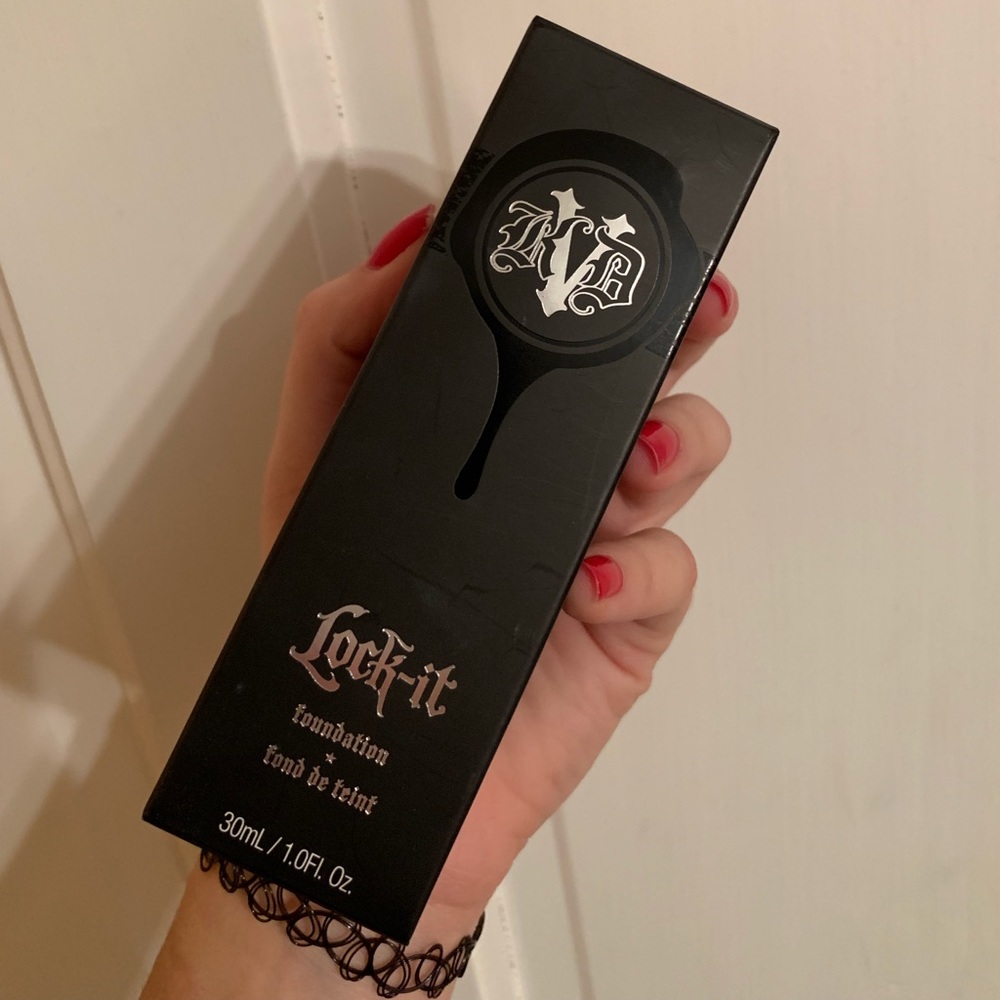 KVD
Lock-it
foundation
fond de teint
30mL / 1.0Fl. Oz.